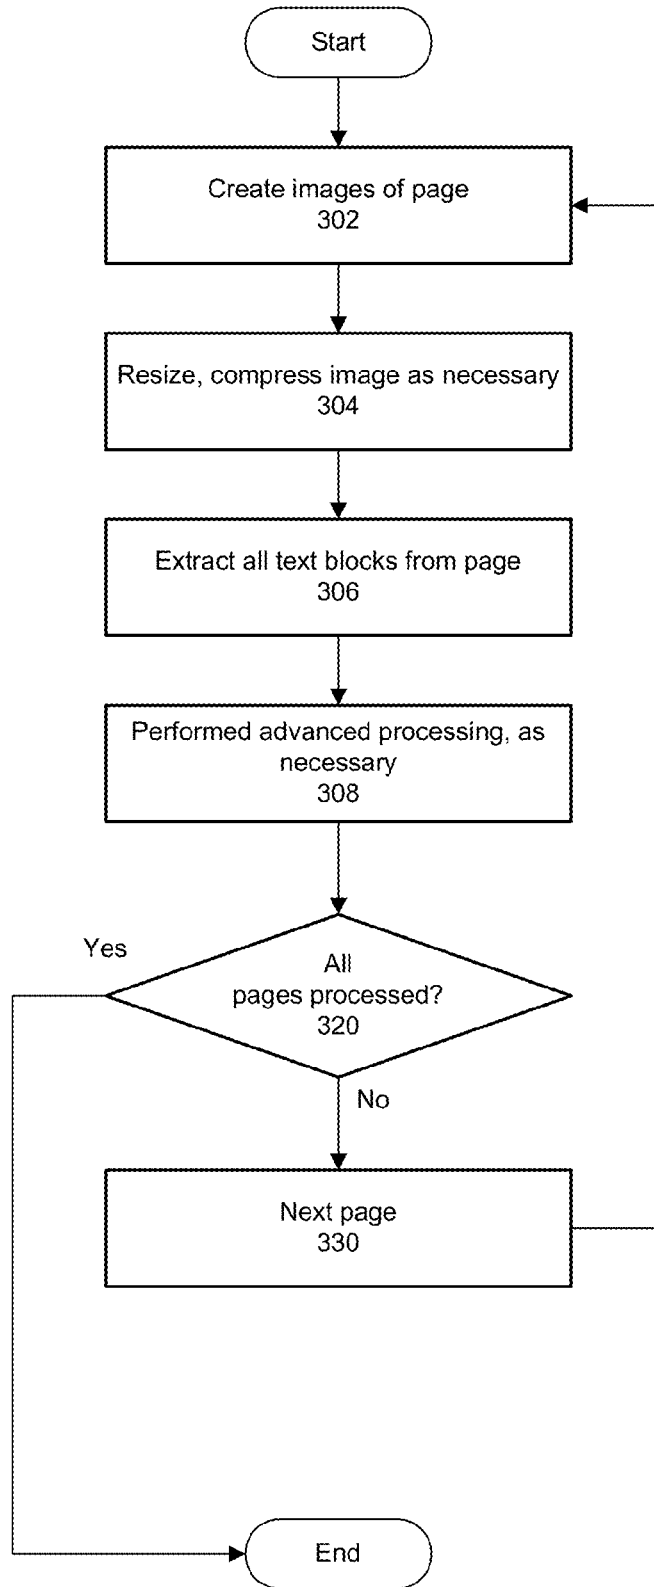 Start
Create images of page
302
Resize, compress image as necessary
304
Extract all text blocks from page
306
Performed advanced processing, as
necessary
308
Yes
All
pages processed?
320
No
Next page
330
End